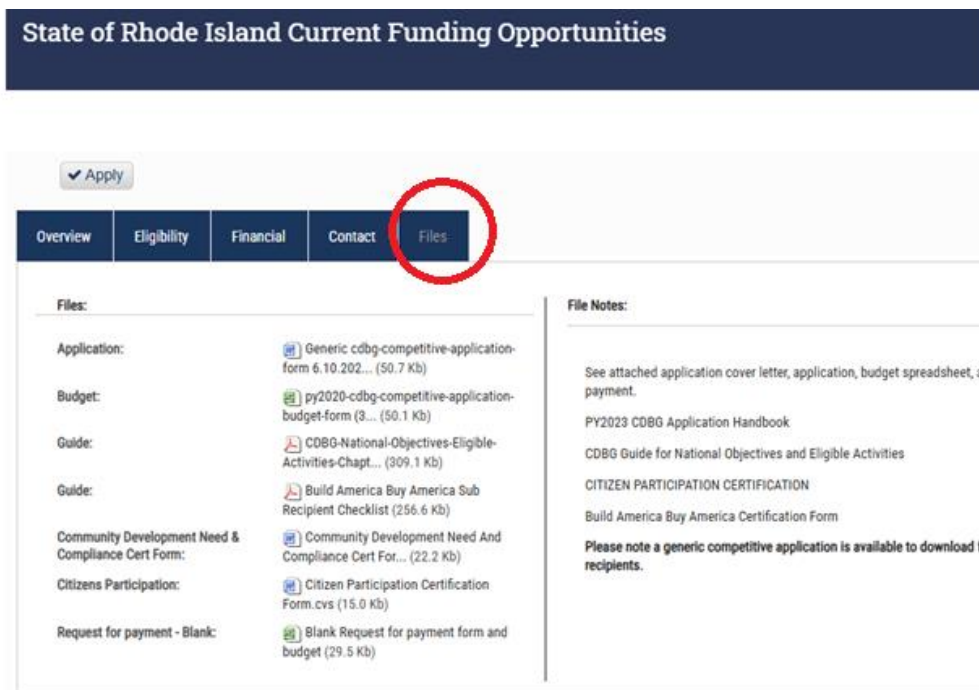 State of Rhode Island Current Funding Opportunities
Apply
Overview
Eligibility
Financial
Contact
Files
Files:
Application:
Generic cdbg-competitive-application-
form 6.10.202... (50.7 Kb)
Budget:
py2020-cdbg-competitive-application-
budget-form (3... (50.1 Kb)
Guide:
CDBG-National-Objectives-Eligible-
Activities-Chapt... (309.1 Kb)
Guide:
Build America Buy America Sub
Recipient Checklist (256.6 Kb)
Community Development Need &
Compliance Cert Form:
Community Development Need And
Compliance Cert For... (22.2 Kb)
Citizens Participation:
Citizen Participation Certification
Form.cvs (15.0 Kb)
Request for payment - Blank:
Blank Request for payment form and
budget (29.5 Kb)
File Notes:
See attached application cover letter, application, budget spreadsheet,
payment.
PY2023 CDBG Application Handbook
CDBG Guide for National Objectives and Eligible Activities
CITIZEN PARTICIPATION CERTIFICATION
Build America Buy America Certification Form
Please note a generic competitive application is available to download
recipients.